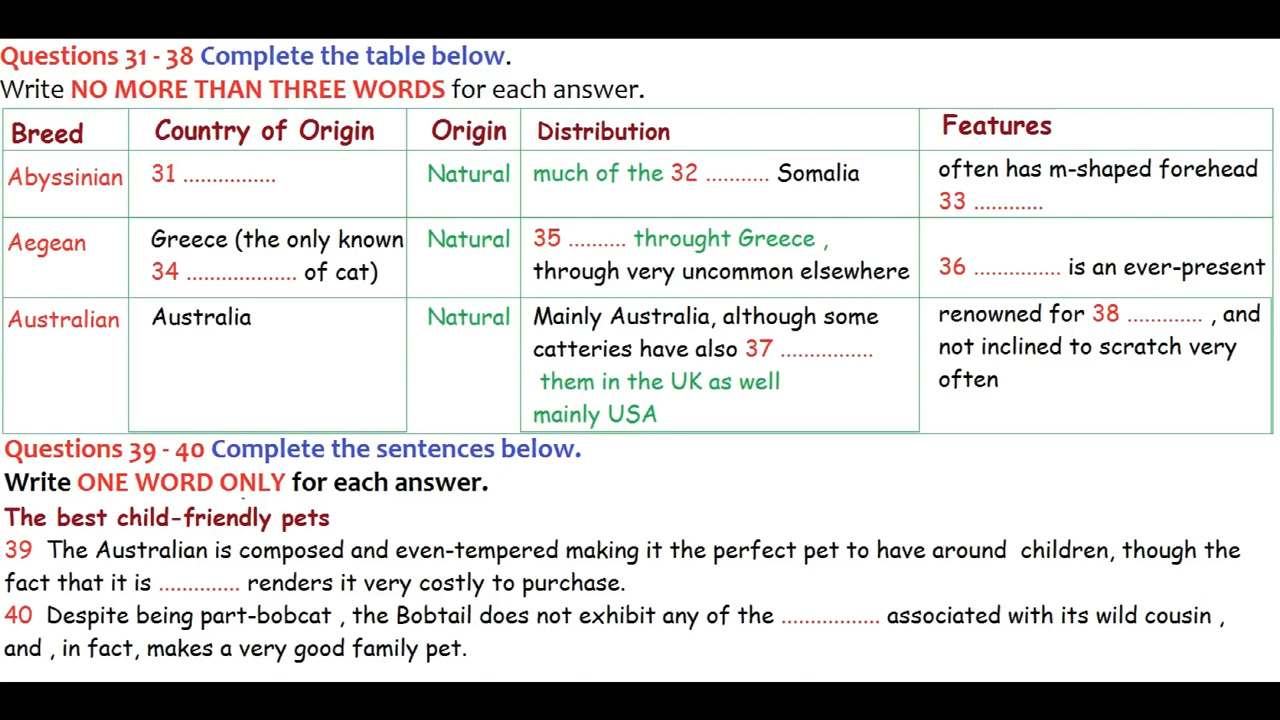 Questions 31 - 38 Complete the table below.
Write NO MORE THAN THREE WORDS for each answer.
Breed Country of Origin Origin Distribution Features
Abyssinian 31 ............... Natural much of the 32 ........... Somalia often has m-shaped forehead
33 ............
Aegean Greece (the only known Natural 35 ......... throught Greece , 
34 ................... of cat) through very uncommon elsewhere 36 .............. is an ever-present
Australian Australia Natural Mainly Australia, although some renowned for 38 ............ , and
catteries have also 37 ............... not inclined to scratch very
them in the UK as well often
mainly USA
Questions 39 - 40 Complete the sentences below.
Write ONE WORD ONLY for each answer.
The best child-friendly pets
39 The Australian is composed and even-tempered making it the perfect pet to have around children, though the
fact that it is ............. renders it very costly to purchase.
40 Despite being part-bobcat , the Bobtail does not exhibit any of the ................. associated with its wild cousin ,
and , in fact, makes a very good family pet.